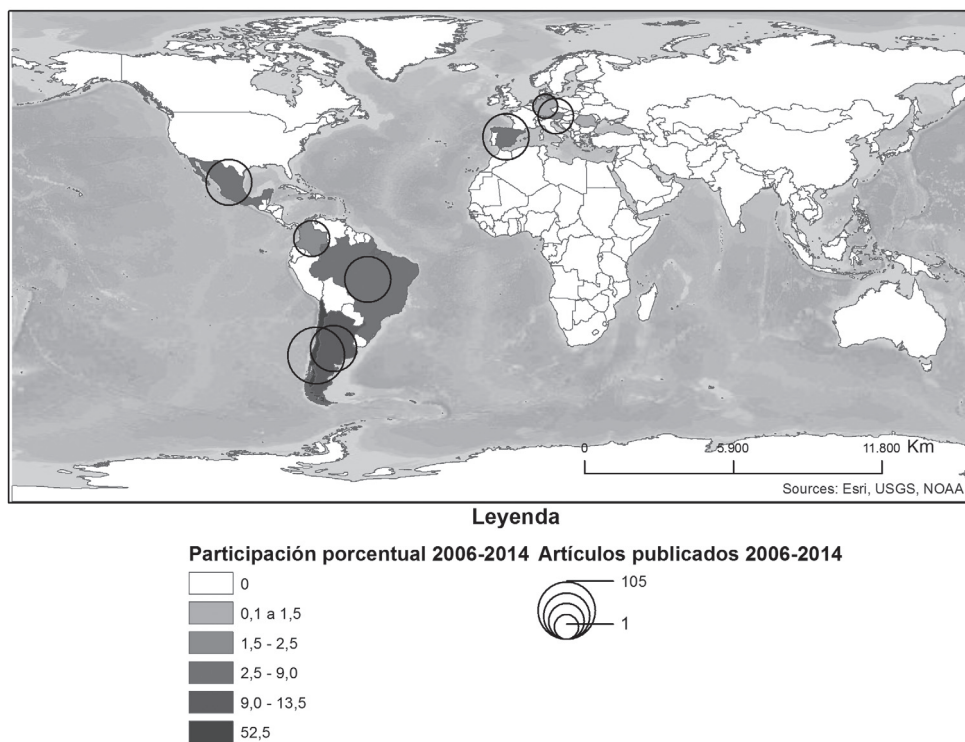 0 5.900 11.800 Km
Sources: Esri, USGS, NOAA
Leyenda
Participación porcentual 2006-2014
0
0,1 a 1,5
1,5 - 2,5
2,5 - 9,0
9,0 - 13,5
52,5
Artículos publicados 2006-2014
105
1